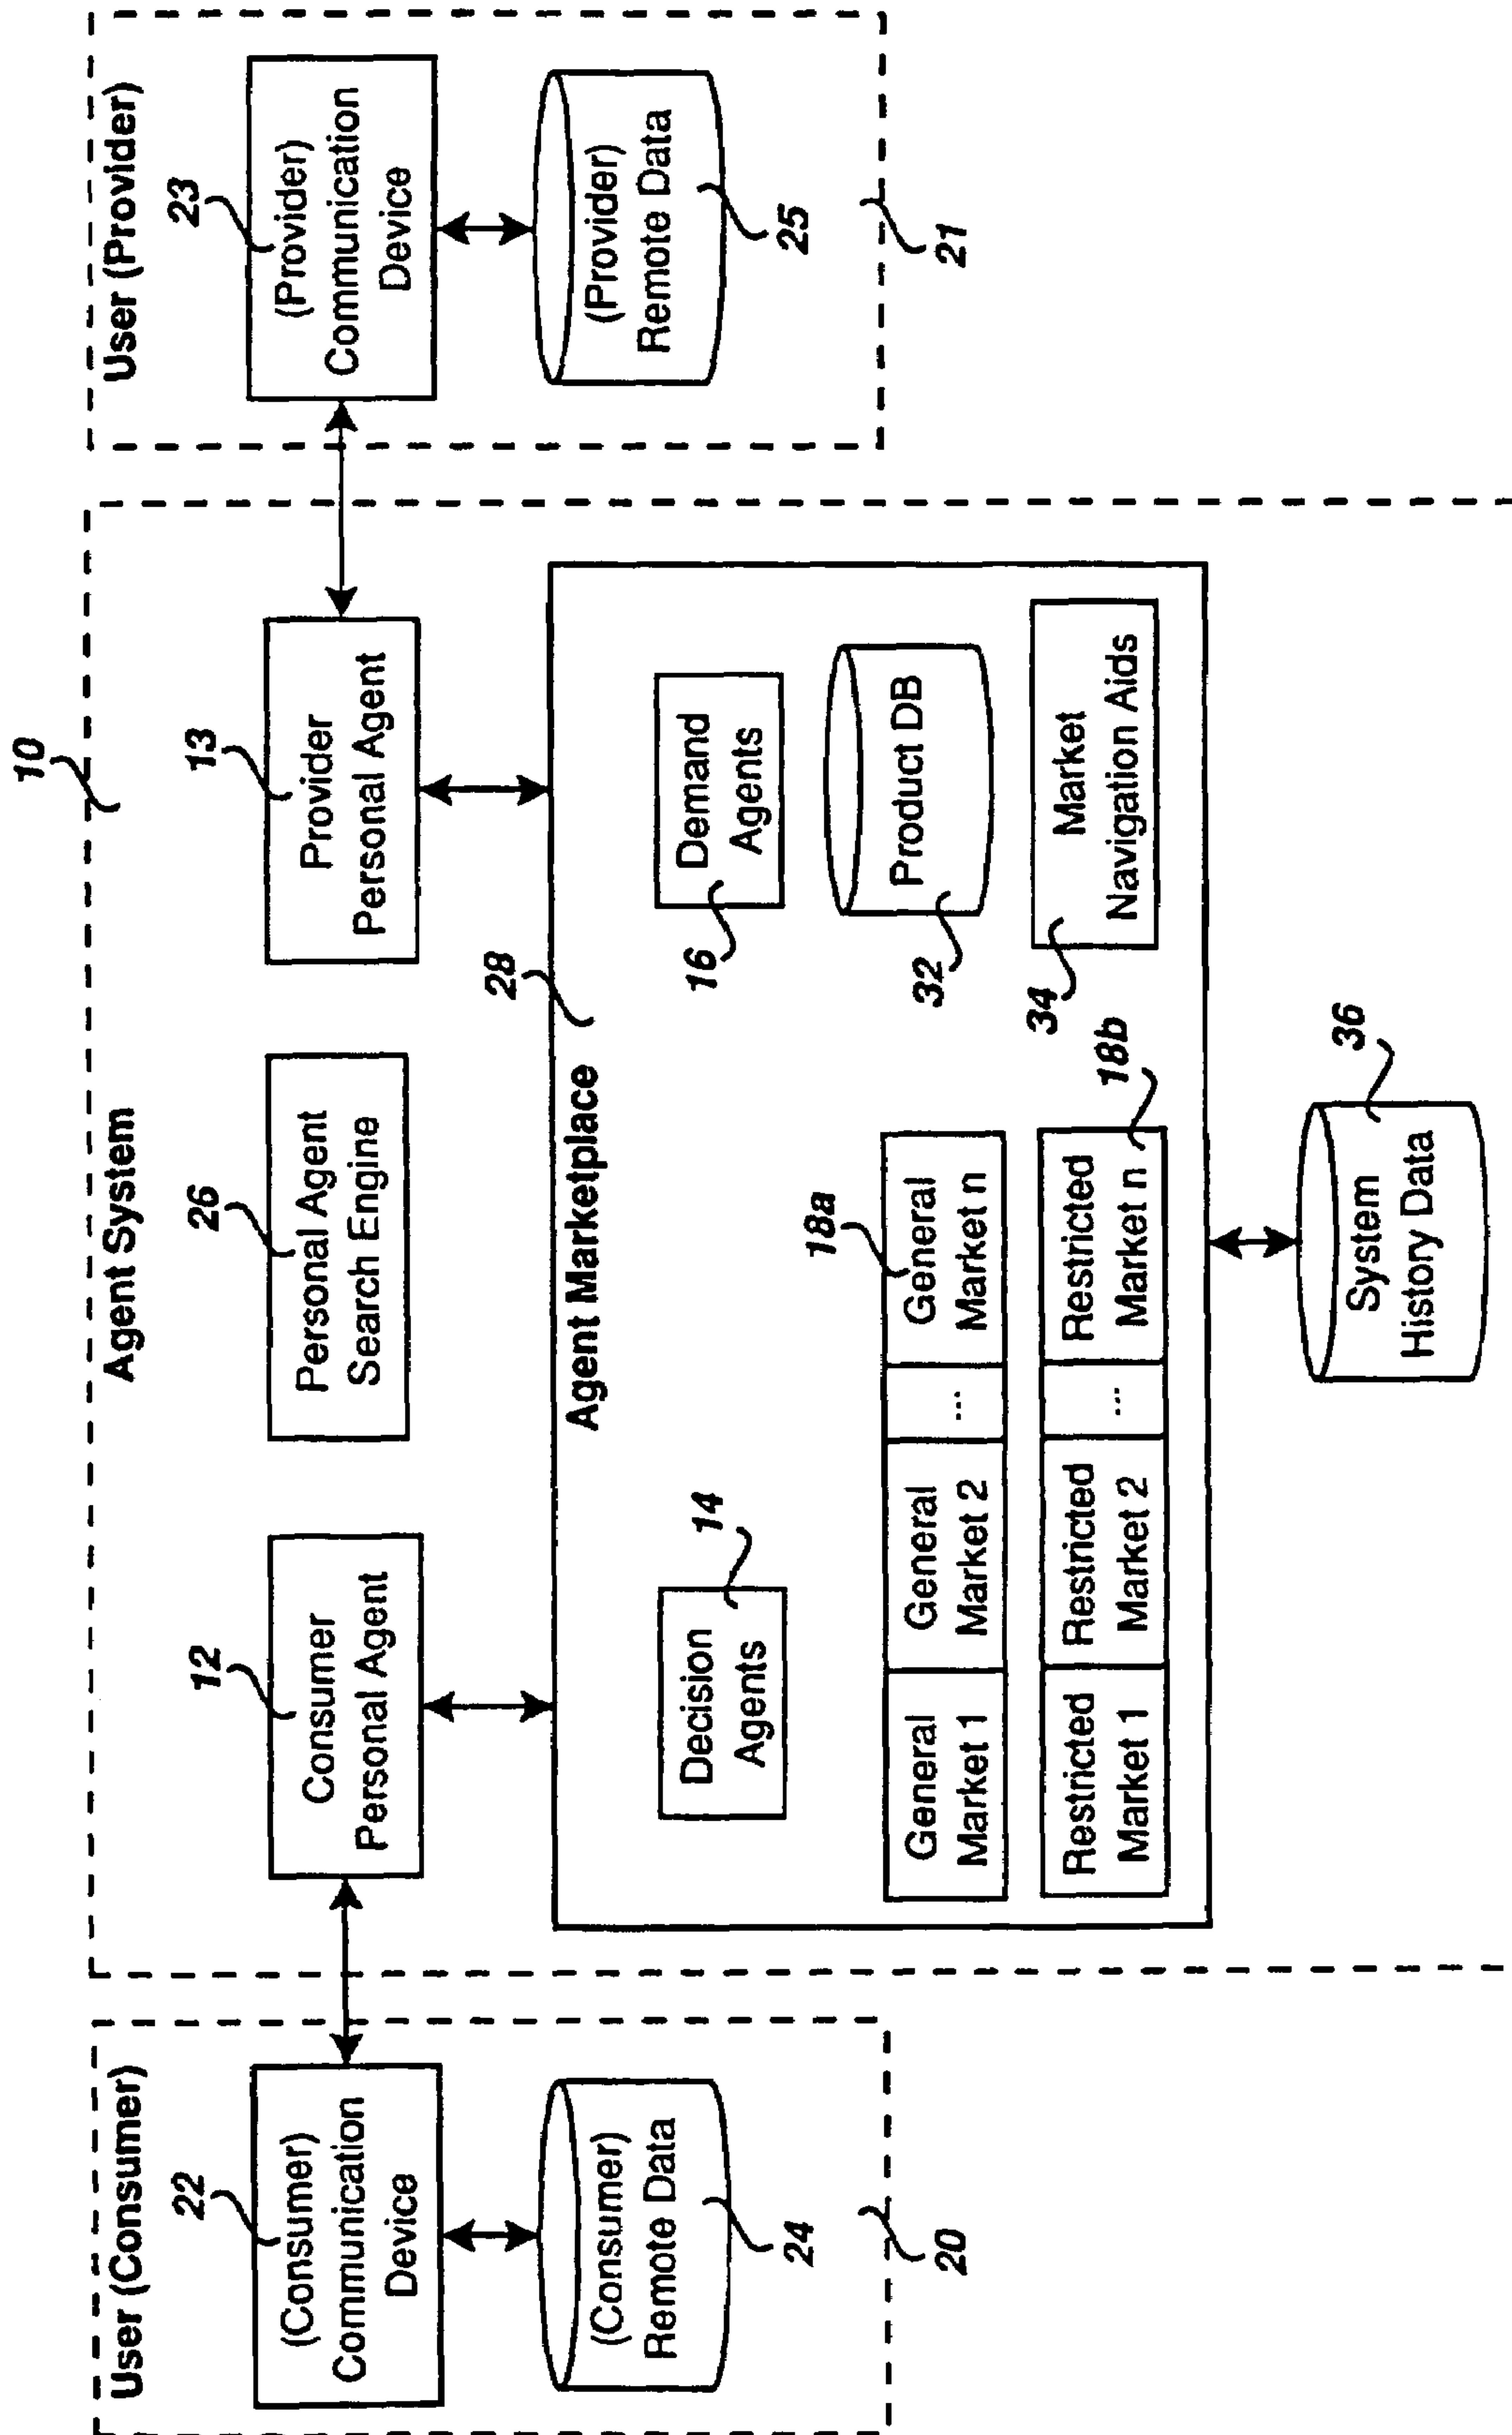 10
User (Consumer)
22
(Consumer)
Communication
Device
(Consumer)
Remote Data
24
20
Agent System
12
Consumer
Personal Agent
26
Personal Agent
Search Engine
13
Provider
Personal Agent
28
Agent Marketplace
14
Decision
Agents
16
Demand
Agents
18a
General
Market 1
General
Market 2
...
General
Market n
32
Product DB
18b
Restricted
Market 1
Restricted
Market 2
...
Restricted
Market n
34
Market
Navigation Aids
36
System
History Data
User (Provider)
23
(Provider)
Communication
Device
(Provider)
Remote Data
25
21